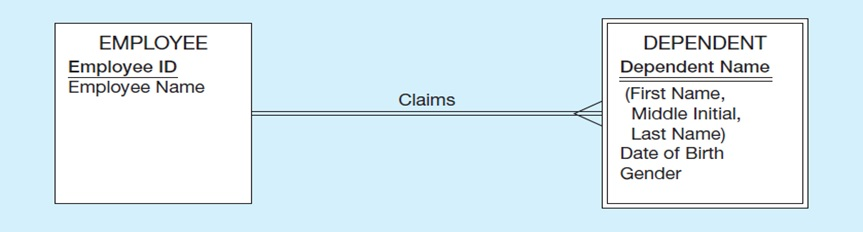 EMPLOYEE
Employee ID
Employee Name
Claims
DEPENDENT
Dependent Name
(First Name,
Middle Initial,
Last Name)
Date of Birth
Gender